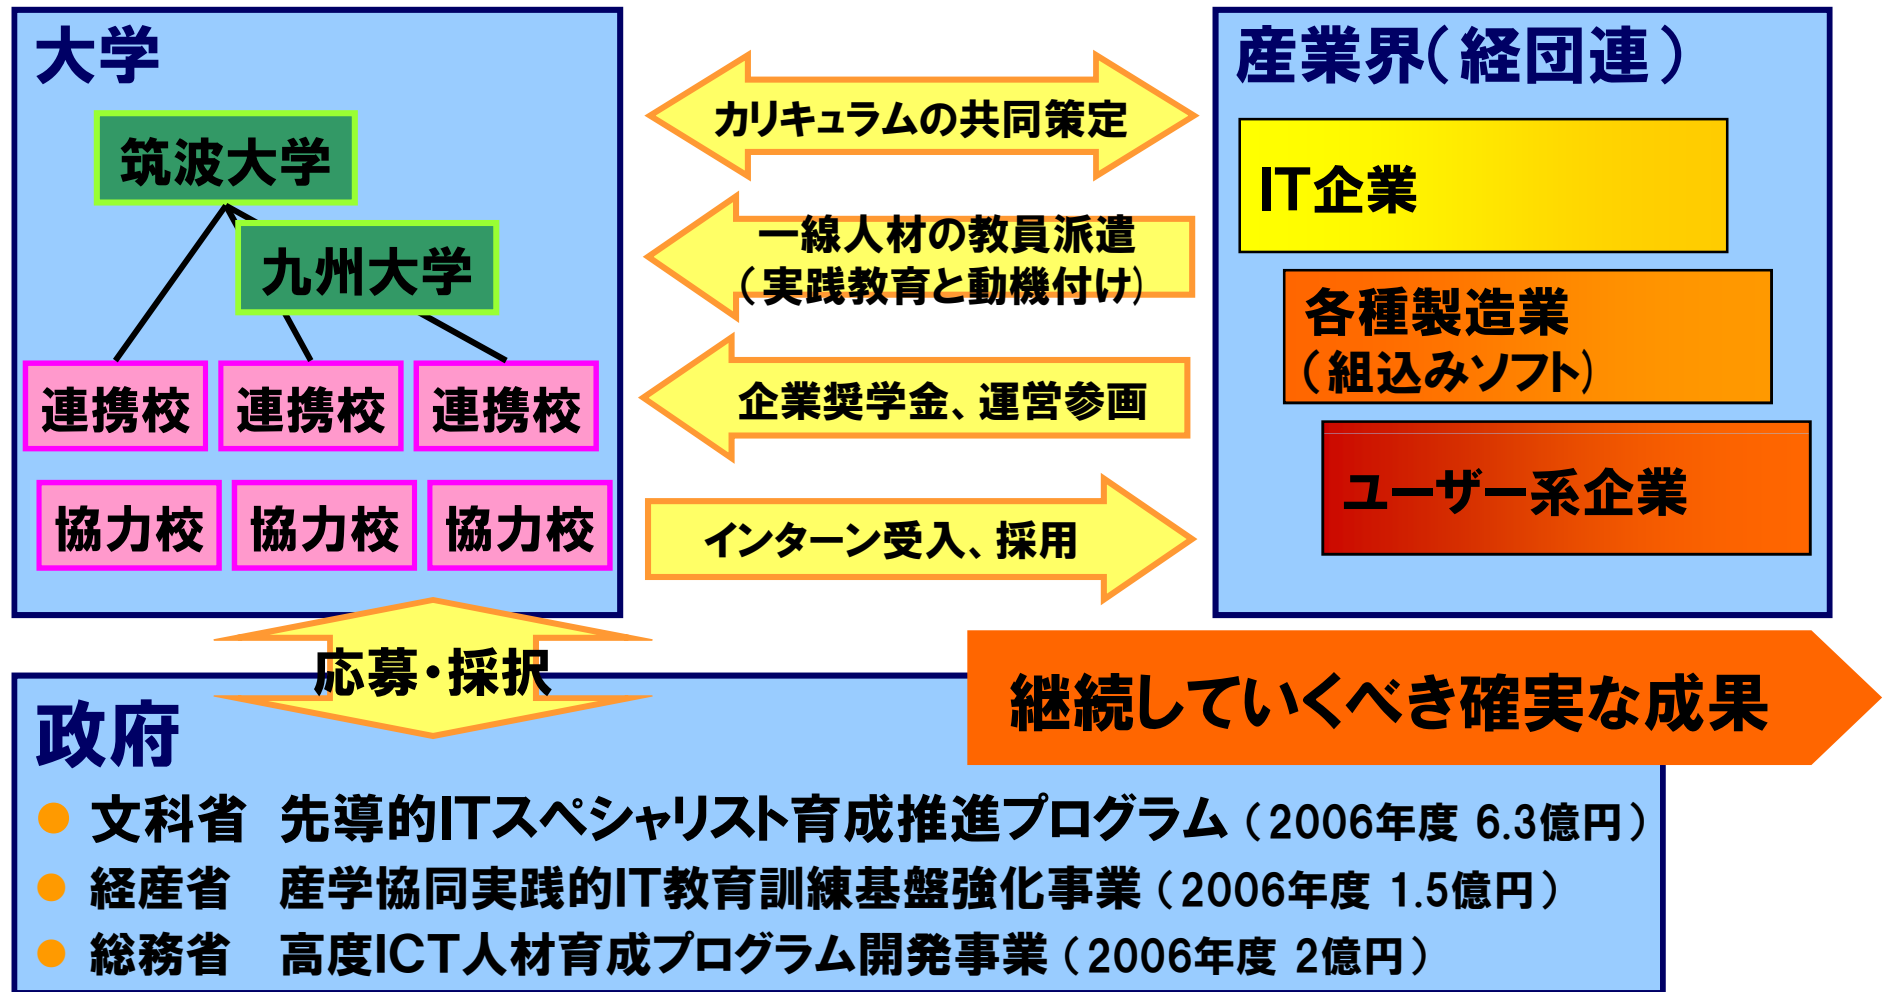 大学
筑波大学
九州大学
連携校
連携校
連携校
協力校
協力校
協力校
カリキュラムの共同策定
一線人材の教員派遣
（実践教育と動機付け）
企業奨学金、運営参画
インターン受入、採用
産業界（経団連）
IT企業
各種製造業
（組込みソフト）
ユーザー系企業
応募・採択
継続していくべき確実な成果
政府
● 文科省　先導的ITスペシャリスト育成推進プログラム（2006年度 6.3億円）
● 経産省　産学協同実践的IT教育訓練基盤強化事業（2006年度 1.5億円）
● 総務省　高度ICT人材育成プログラム開発事業（2006年度 2億円）